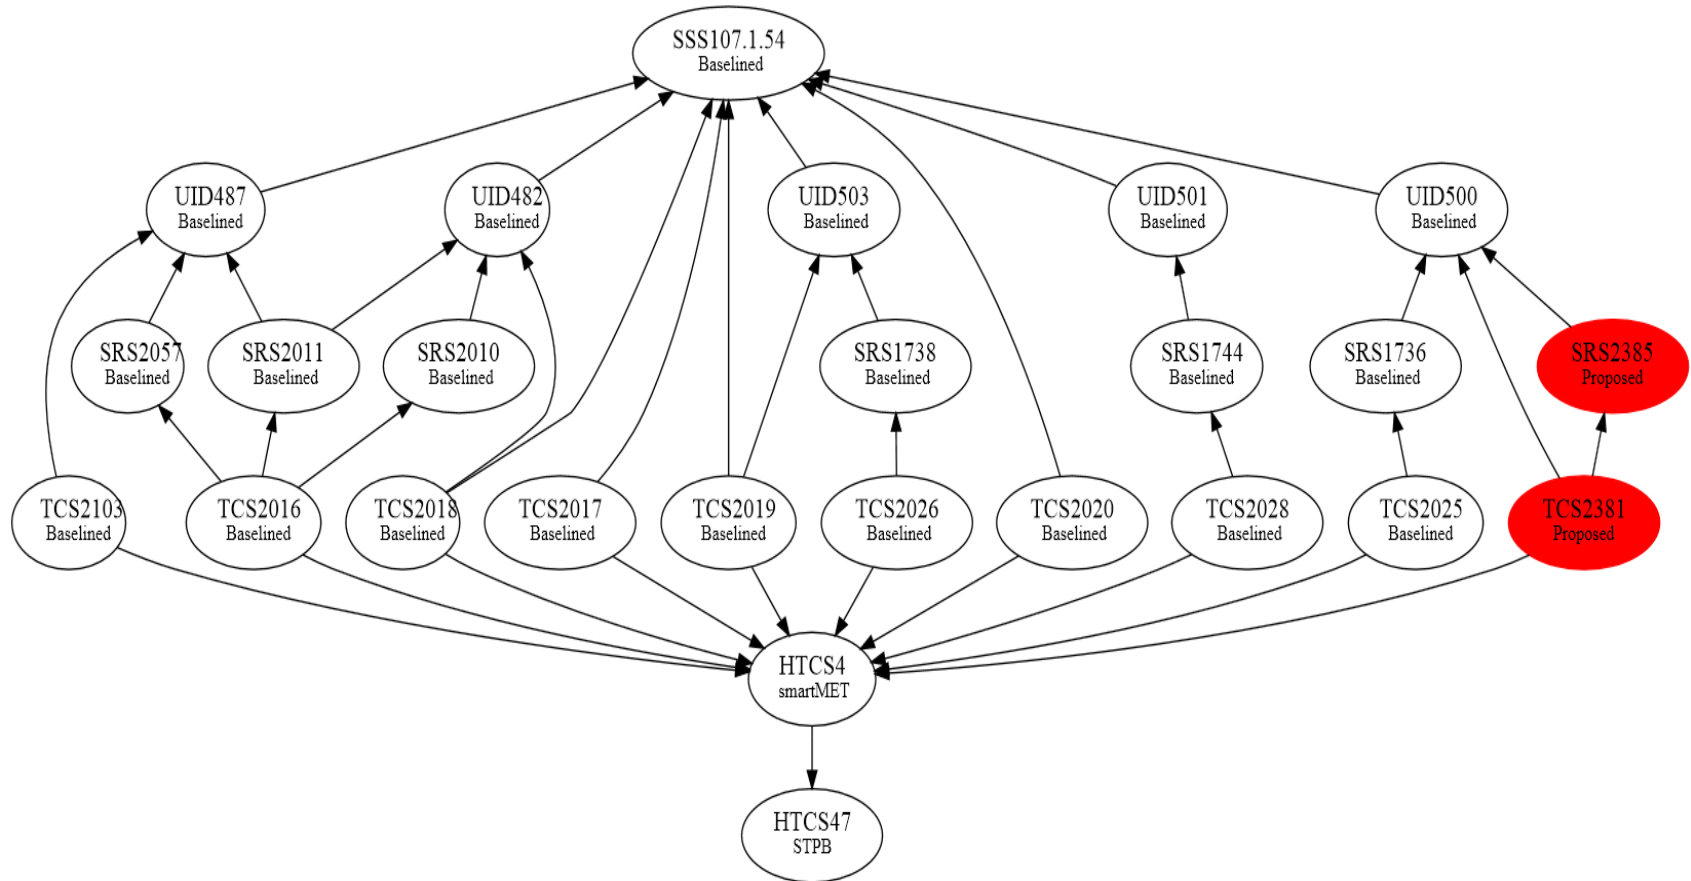 SSS107.1.54
Baselined
UID487
Baselined
UID482
Baselined
UID503
Baselined
UID501
Baselined
UID500
Baselined
SRS2057
Baselined
SRS2011
Baselined
SRS2010
Baselined
SRS1738
Baselined
SRS1744
Baselined
SRS1736
Baselined
SRS2385
Proposed
TCS2103
Baselined
TCS2016
Baselined
TCS2018
Baselined
TCS2017
Baselined
TCS2019
Baselined
TCS2026
Baselined
TCS2020
Baselined
TCS2028
Baselined
TCS2025
Baselined
TCS2381
Proposed
HTCS4
smartMET
HTCS47
STPB